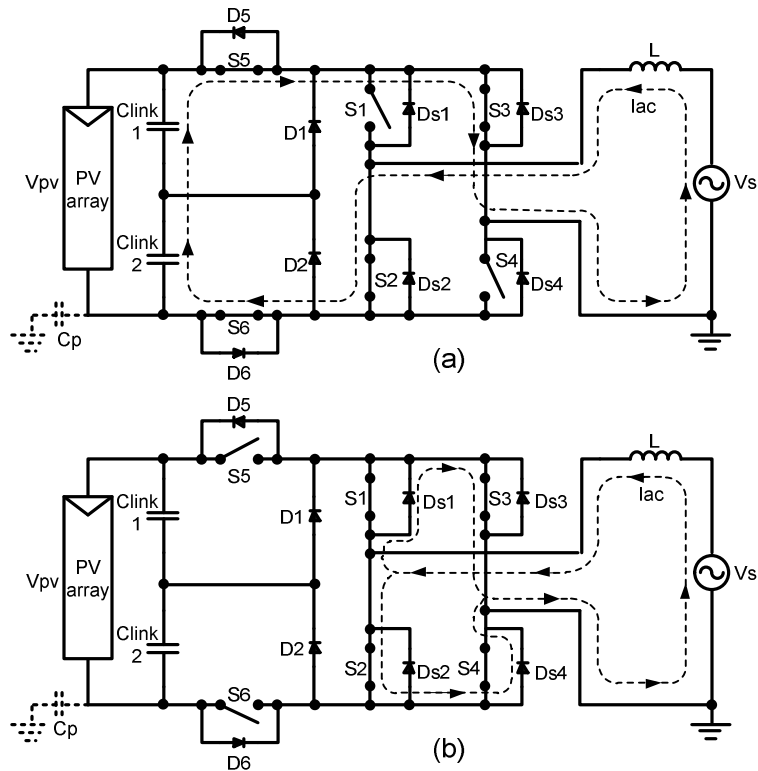 D5
S5
Clink
1
S1
Ds1
S3
Ds3
L
Iac
D1
Vpv
PV
array
Vs
Clink
2
D2
S2
Ds2
S4
Ds4
S6
Cp
D6
(a)
D5
S5
L
Clink
1
S1
Ds1
S3
Ds3
Iac
D1
Vpv
PV
array
Vs
Clink
2
D2
S2
Ds2
S4
Ds4
S6
Cp
D6
(b)